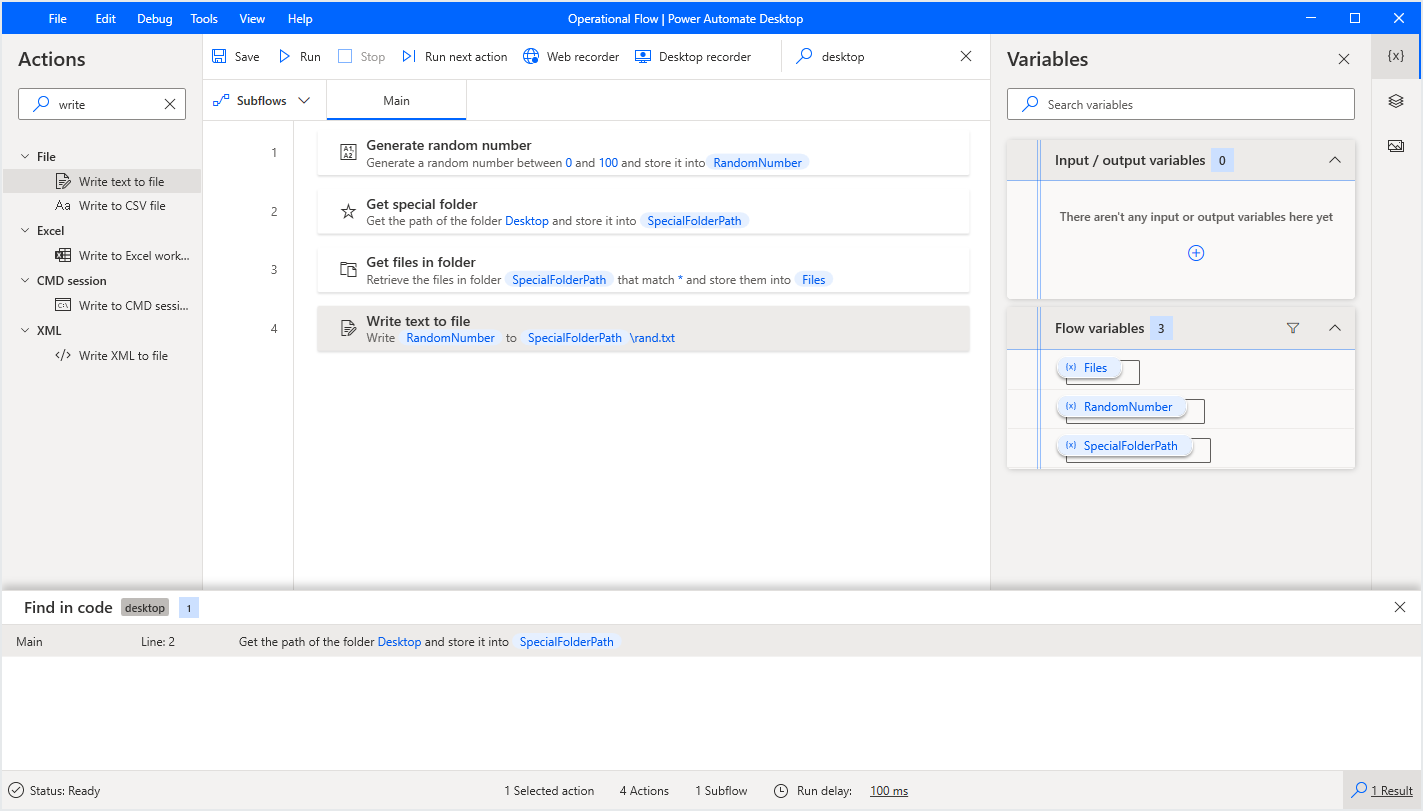 File Edit Debug Tools View Help Operational Flow | Power Automate Desktop
Actions
write
File
Write text to file
Aa Write to CSV file
Excel
Write to Excel work...
CMD session
Write to CMD sessi...
XML
</> Write XML to file
Save Run Stop Run next action Web recorder Desktop recorder desktop
Subflows Main
1 Generate random number
Generate a random number between 0 and 100 and store it into RandomNumber
2 Get special folder
Get the path of the folder Desktop and store it into SpecialFolderPath
3 Get files in folder
Retrieve the files in folder SpecialFolderPath that match * and store them into Files
4 Write text to file
Write RandomNumber to SpecialFolderPath \rand.txt
Variables
{x}
Search variables
Input / output variables 0
There aren't any input or output variables here yet
Flow variables 3
(x) Files
(x) RandomNumber
(x) SpecialFolderPath
Find in code desktop 1
Main Line: 2 Get the path of the folder Desktop and store it into SpecialFolderPath
Status: Ready 1 Selected action 4 Actions 1 Subflow Run delay: 100 ms 1 Result